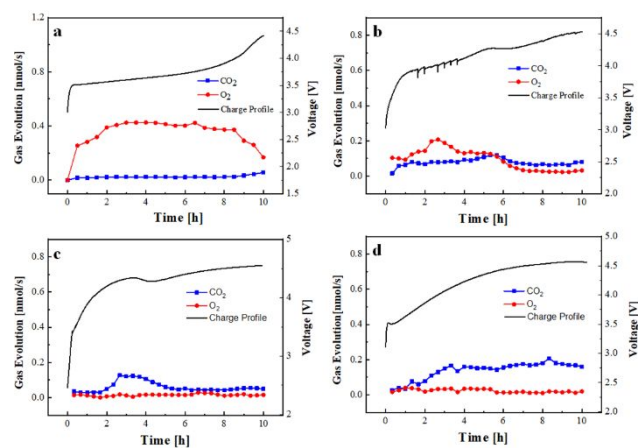 a
Gas Evolution [nmol/s]
1.2
0.8
0.4
0.0
CO2
O2
Charge Profile
4.5
4.0
3.5
3.0
2.5
2.0
1.5
Voltage [V]
0 2 4 6 8 10
Time [h]
b
Gas Evolution [nmol/s]
0.8
0.6
0.4
0.2
0.0
CO2
O2
Charge Profile
4.5
4.0
3.5
3.0
2.5
2.0
Voltage [V]
0 2 4 6 8 10
Time [h]
c
Gas Evolution [nmol/s]
0.8
0.6
0.4
0.2
0.0
CO2
O2
Charge Profile
5
4
3
2
Voltage [V]
0 2 4 6 8 10
Time [h]
d
Gas Evolution [nmol/s]
0.8
0.6
0.4
0.2
0.0
CO2
O2
Charge Profile
5.0
4.5
4.0
3.5
3.0
2.5
2.0
Voltage [V]
0 2 4 6 8 10
Time [h]